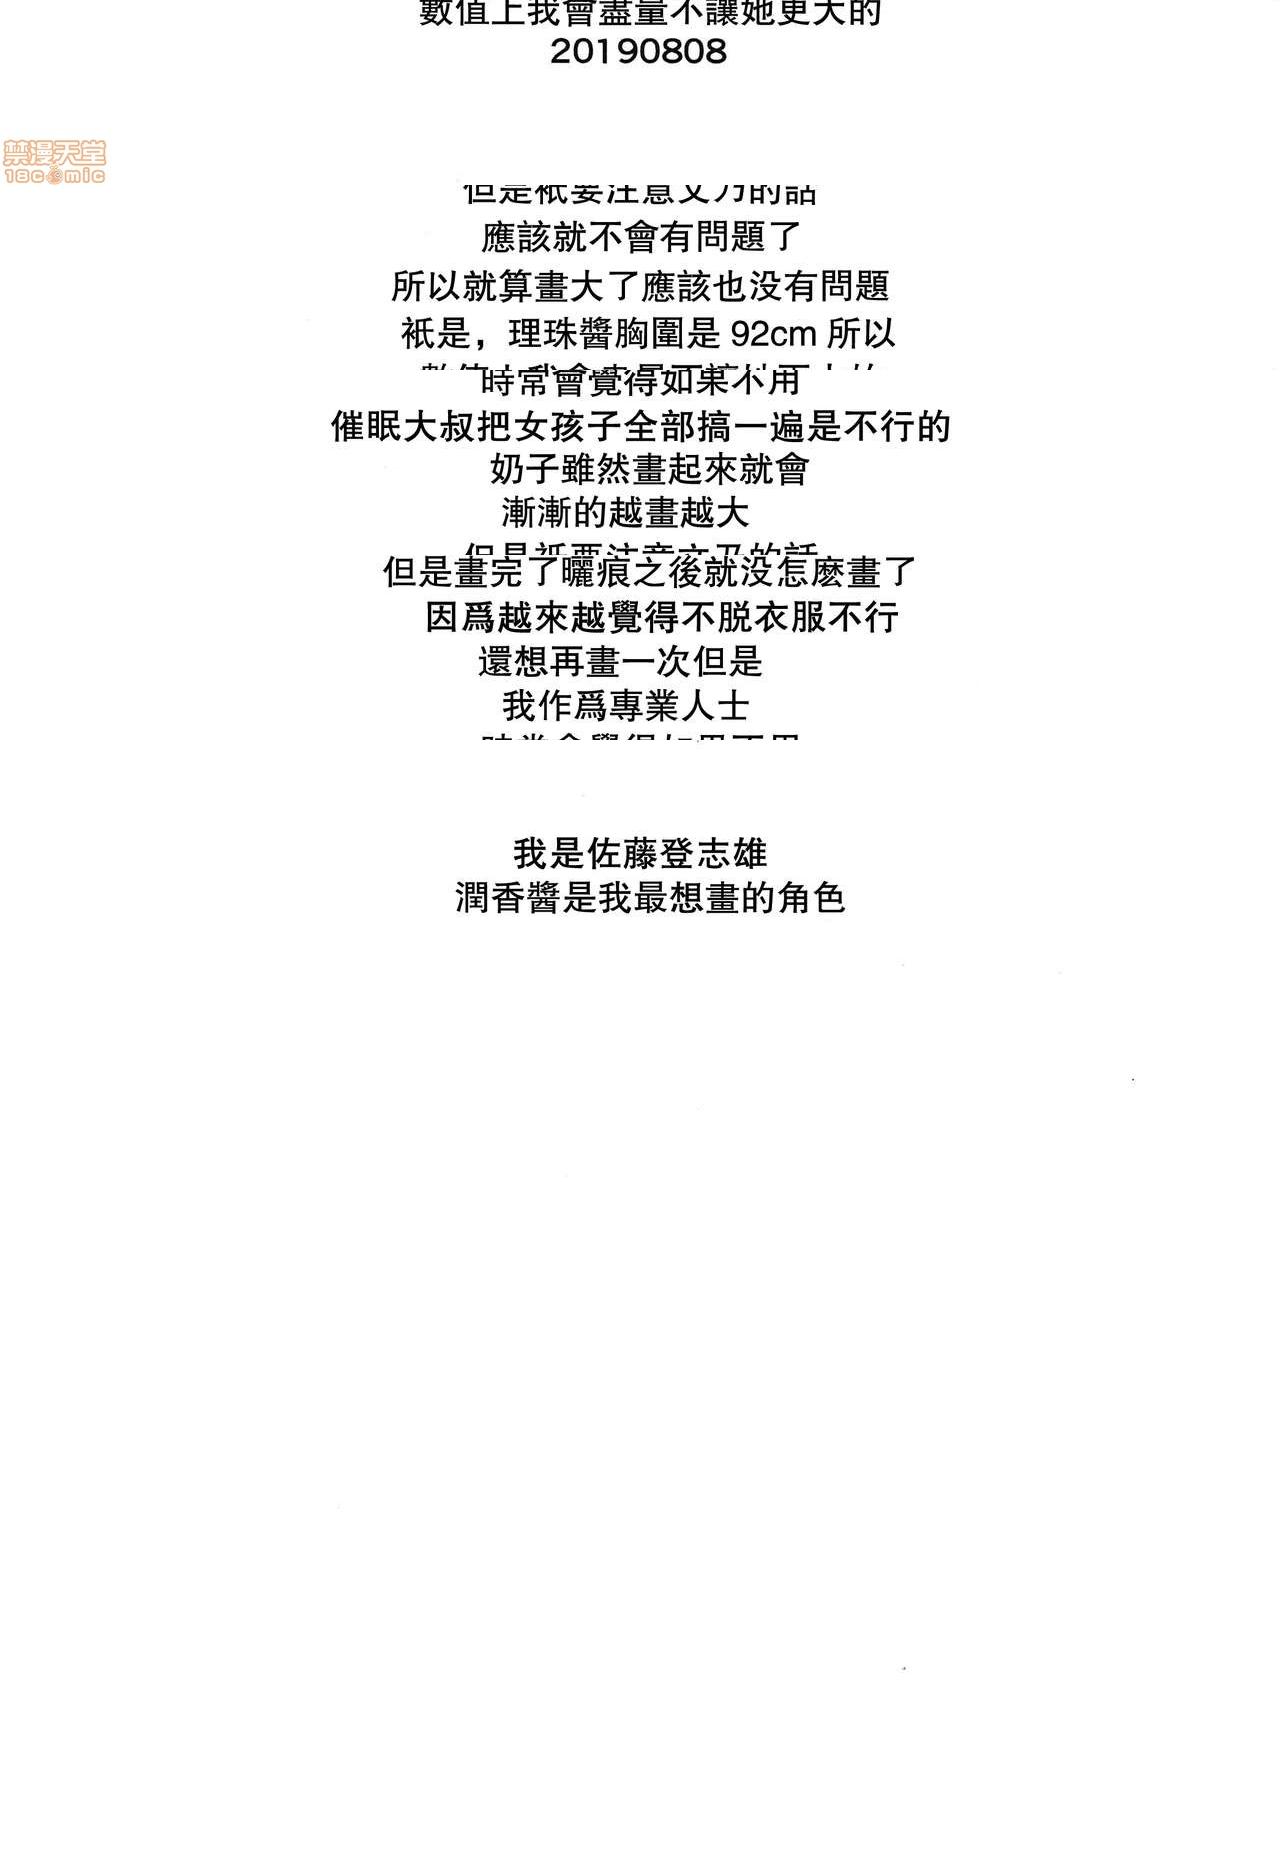 數值上我會盡量不讓她更大的
20190808
禁漫天堂
18comic
但是衹要注意文乃的話
應該就不會有問題了
所以就算畫大了應該也没有問題
衹是，理珠醬胸圍是 92cm 所以
時常會覺得如果不用
催眠大叔把女孩子全部搞一遍是不行的
奶子雖然畫起來就會
漸漸的越畫越大
但是畫完了曬痕之後就没怎麽畫了
因爲越來越覺得不脱衣服不行
還想再畫一次但是
我作爲專業人士
我是佐藤登志雄
潤香醬是我最想畫的角色